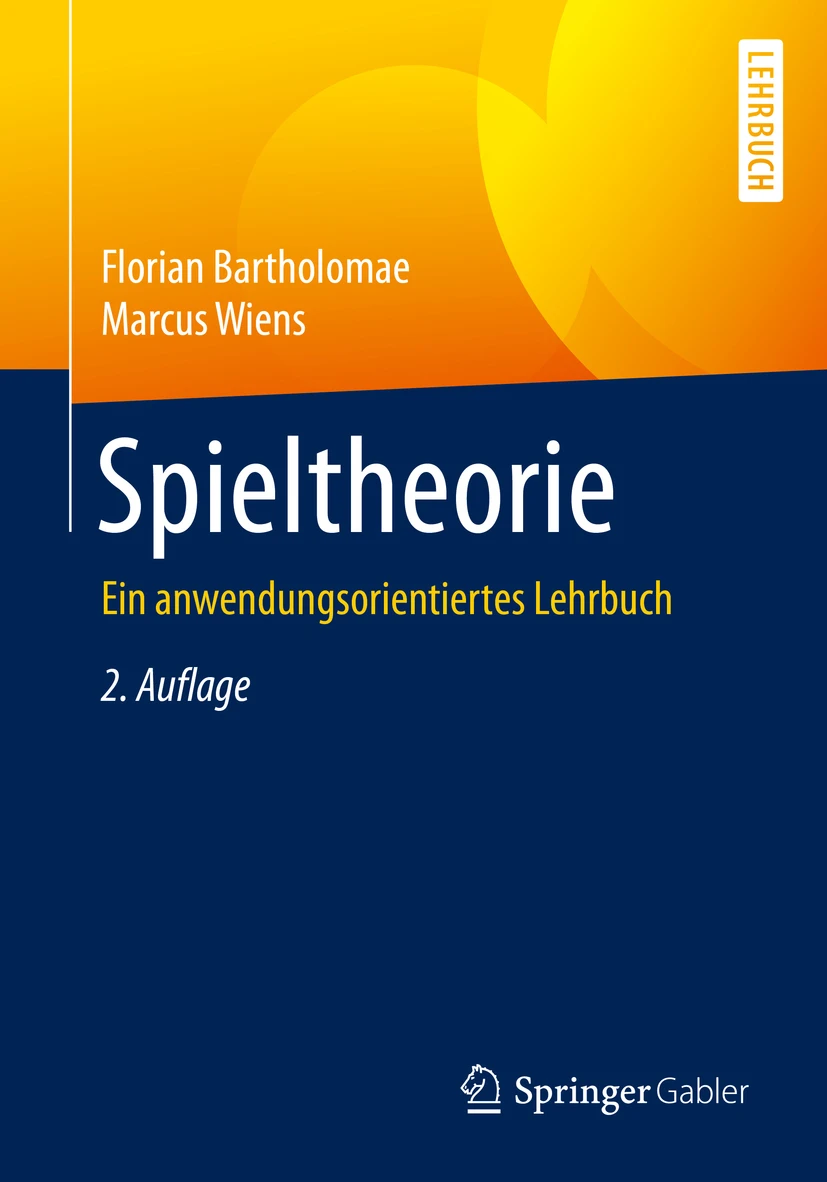 LEHRBUCH
Florian Bartholomae
Marcus Wiens
Spieltheorie
Ein anwendungsorientiertes Lehrbuch
2. Auflage
Springer Gabler